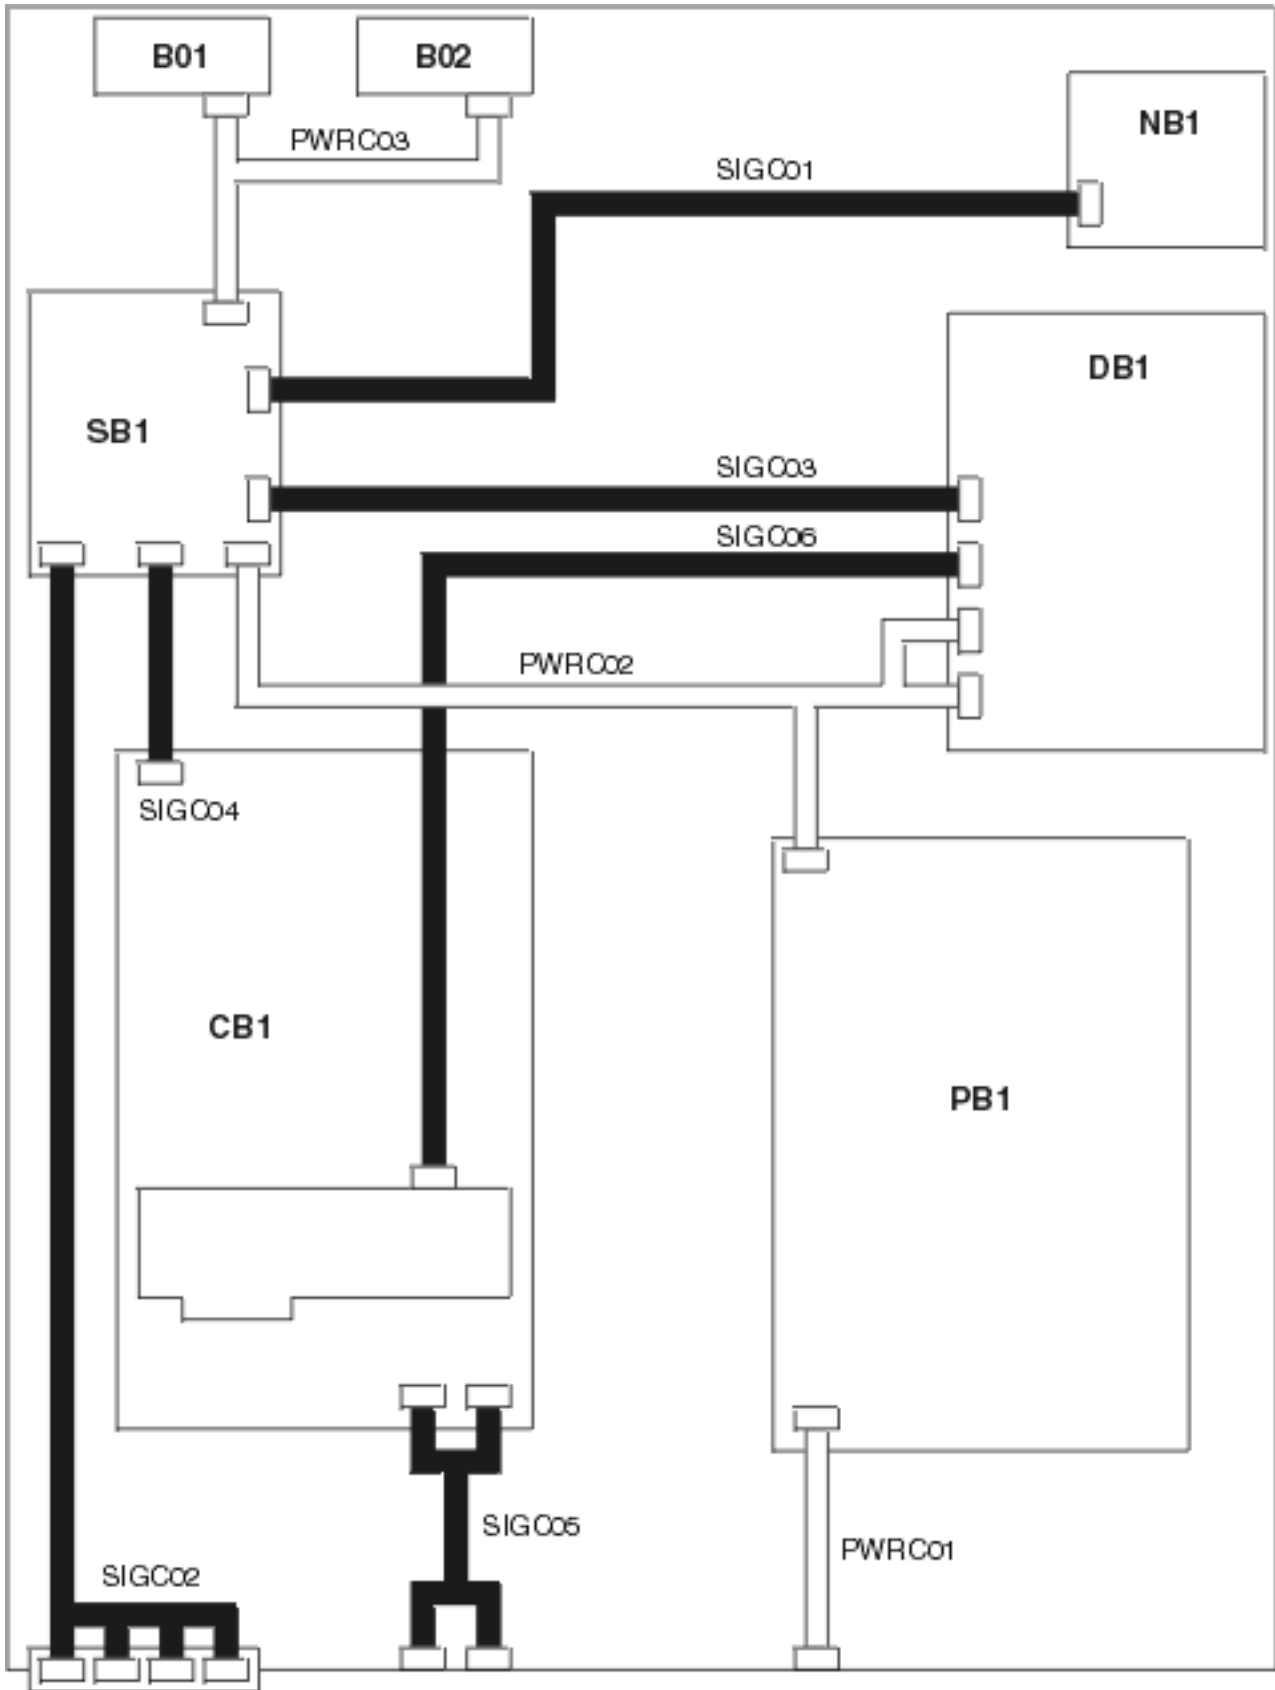 B01
B02
NB1
PWRC03
SIGC01
DB1
SB1
SIGC03
SIGC06
PWRC02
SIGC04
CB1
PB1
SIGC05
PWRC01
SIGC02